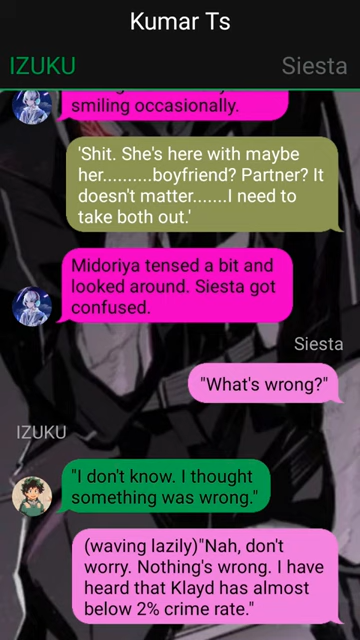 Kumar Ts
IZUKU
Siesta
smiling occasionally.
'Shit. She's here with maybe
her..........boyfriend? Partner? It
doesn't matter.......I need to
take both out.'
Midoriya tensed a bit and
looked around. Siesta got
confused.
Siesta
"What's wrong?"
IZUKU
"I don't know. I thought
something was wrong."
(waving lazily)"Nah, don't
worry. Nothing's wrong. I have
heard that Klayd has almost
below 2% crime rate."